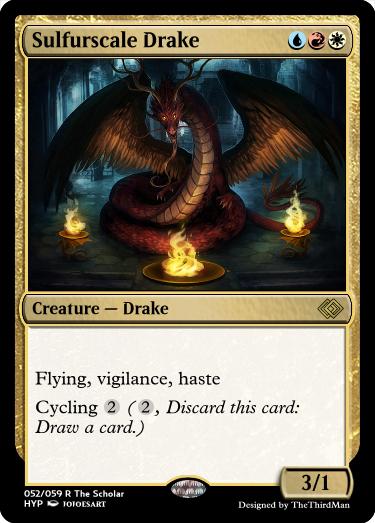 Sulfurscale Drake
Creature — Drake
Flying, vigilance, haste
Cycling 2 ( 2, Discard this card:
Draw a card.)
3/1
052/059 R The Scholar
HYP TOTOESART
Designed by TheThirdMan